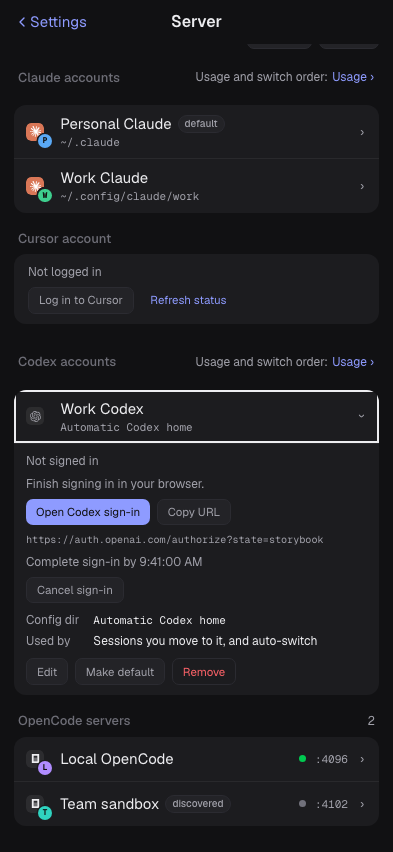 Settings
Server
Claude accounts
Usage and switch order: Usage ›
Personal Claude default
~/.claude
P
Work Claude
~/.config/claude/work
W
Cursor account
Not logged in
Log in to Cursor Refresh status
Codex accounts
Usage and switch order: Usage ›
Work Codex
Automatic Codex home
Not signed in
Finish signing in in your browser.
Open Codex sign-in Copy URL
https://auth.openai.com/authorize?state=storybook
Complete sign-in by 9:41:00 AM
Cancel sign-in
Config dir Automatic Codex home
Used by Sessions you move to it, and auto-switch
Edit Make default Remove
OpenCode servers 2
Local OpenCode :4096
L
Team sandbox discovered :4102
T